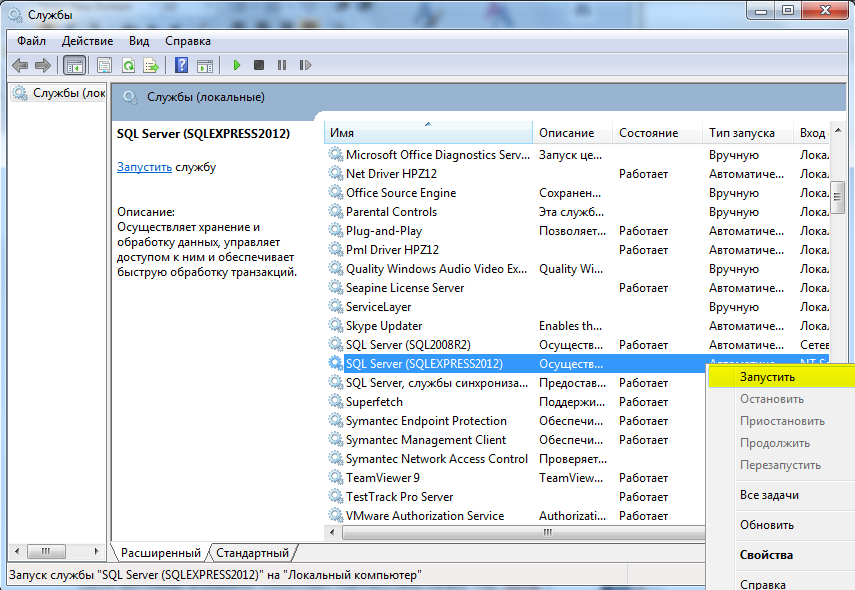 Службы
Файл Действие Вид Справка
Службы (лок
Службы (локальные)
SQL Server (SQLEXPRESS2012)
Запустить службу
Описание:
Осуществляет хранение и
обработку данных, управляет
доступом к ним и обеспечивает
быструю обработку транзакций.
Имя Описание Состояние Тип запуска Вход
Microsoft Office Diagnostics Serv... Запуск це... Вручную Лока.
Net Driver HPZ12 Работает Автоматиче... Лока.
Office Source Engine Сохранен... Вручную Лока.
Parental Controls Эта служб... Вручную Лока.
Plug-and-Play Позволяет... Работает Автоматиче... Лока.
Pml Driver HPZ12 Работает Автоматиче... Лока.
Quality Windows Audio Video Ex... Quality Wi... Вручную Лока.
Seapine License Server Работает Автоматиче... Лока.
ServiceLayer Вручную Лока.
Skype Updater Enables th... Автоматиче... Лока.
SQL Server (SQL2008R2) Осуществ... Работает Автоматиче... Сетев
SQL Server (SQLEXPRESS2012) Осуществ...
SQL Server, службы синхрониза... Предостав... Работает
Superfetch Поддержи... Работает
Symantec Endpoint Protection Обеспечи... Работает
Symantec Management Client Обеспечи... Работает
Symantec Network Access Control Проверяет...
TeamViewer 9 TeamView... Работает
TestTrack Pro Server Работает
VMware Authorization Service Authorizati... Работает
Запустить
Остановить
Приостановить
Продолжить
Перезапустить
Все задачи
Обновить
Свойства
Справка
Расширенный Стандартный
Запуск службы "SQL Server (SQLEXPRESS2012)" на "Локальный компьютер"